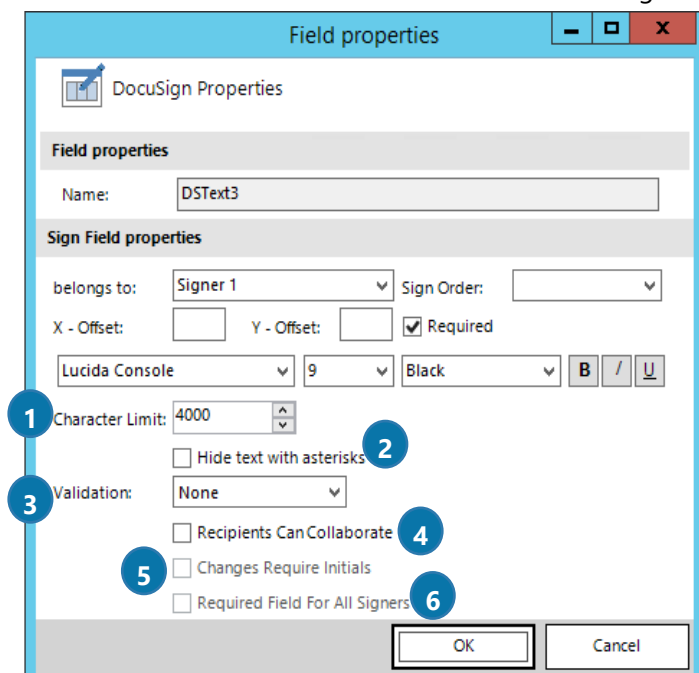 Field properties
X
DocuSign Properties
Field properties
Name: DSText3
Sign Field properties
belongs to: Signer 1 Sign Order:
X - Offset: Y - Offset: Required
Lucida Console 9 Black B / U
1 Character Limit: 4000
Hide text with asterisks 2
3 Validation: None
Recipients Can Collaborate 4
5 Changes Require Initials
Required Field For All Signers 6
OK Cancel